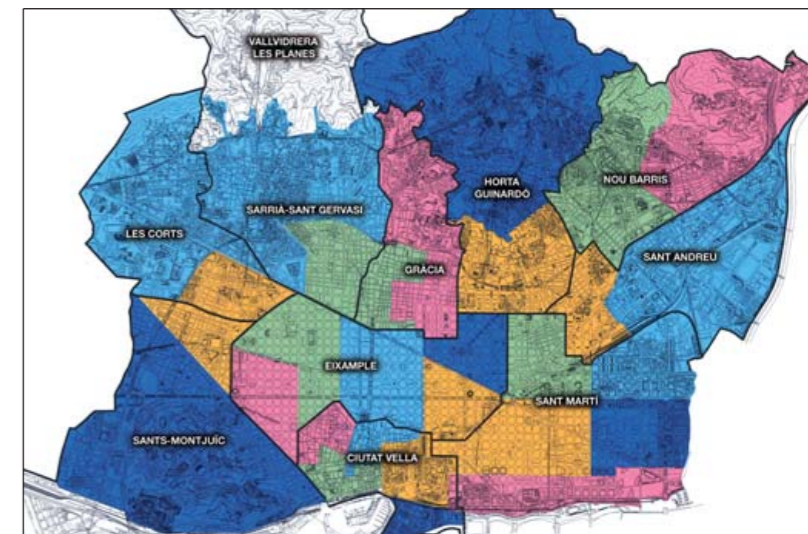 VALLVIDRERA
LES PLANES
HORTA
GUINARDÓ
NOU BARRIS
SARRIÀ-SANT GERVASI
LES CORTS
SANT ANDREU
GRÀCIA
EIXAMPLE
SANT MARTÍ
SANTS-MONTJUÏC
CIUTAT VELLA